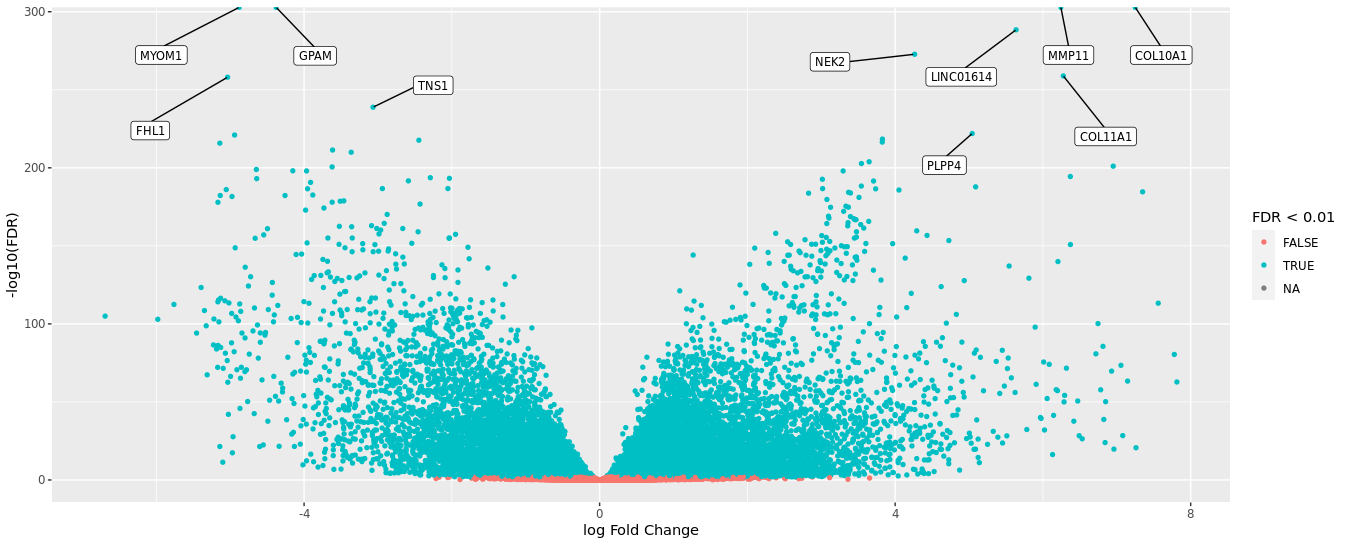 300
200
100
0
-log10(FDR)
MYOM1
GPAM
TNS1
FHL1
NEK2
LINC01614
MMP11
COL10A1
COL11A1
PLPP4
-4
0
4
8
log Fold Change
FDR < 0.01
FALSE
TRUE
NA